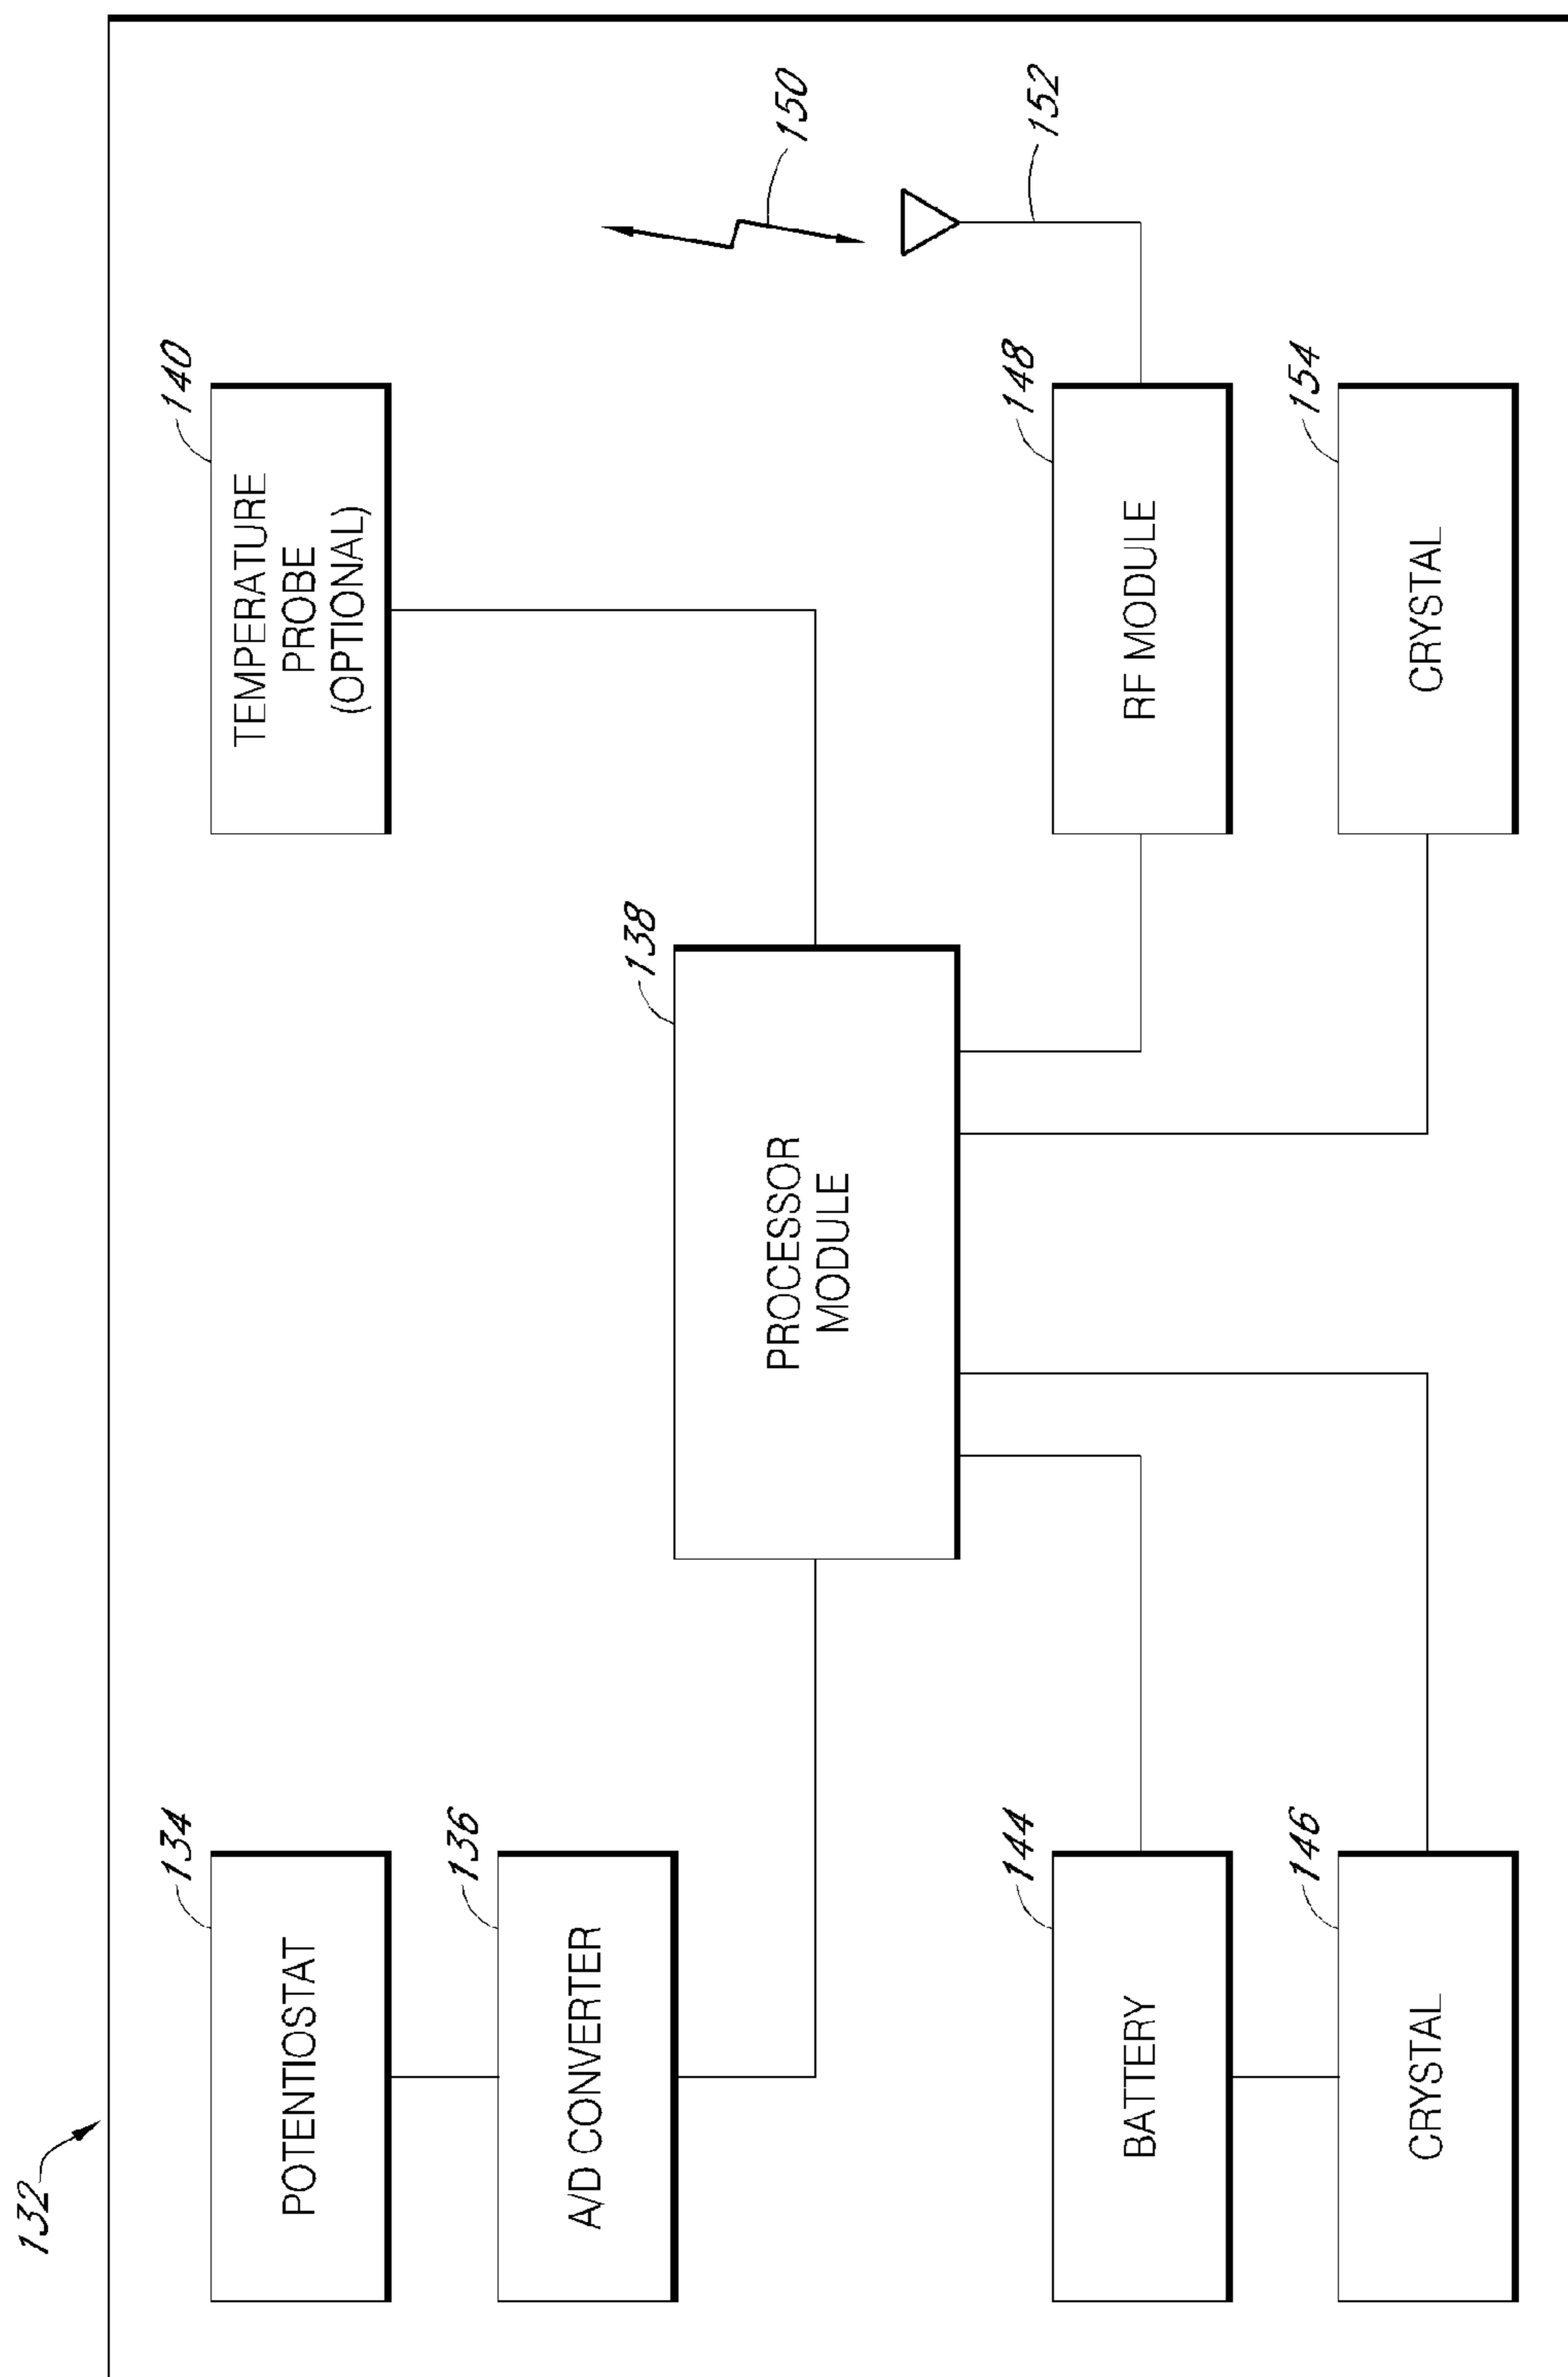 132
134
POTENTIOSTAT
136
A/D CONVERTER
140
TEMPERATURE
PROBE
(OPTIONAL)
138
PROCESSOR
MODULE
150
152
144
BATTERY
146
CRYSTAL
148
RF MODULE
154
CRYSTAL